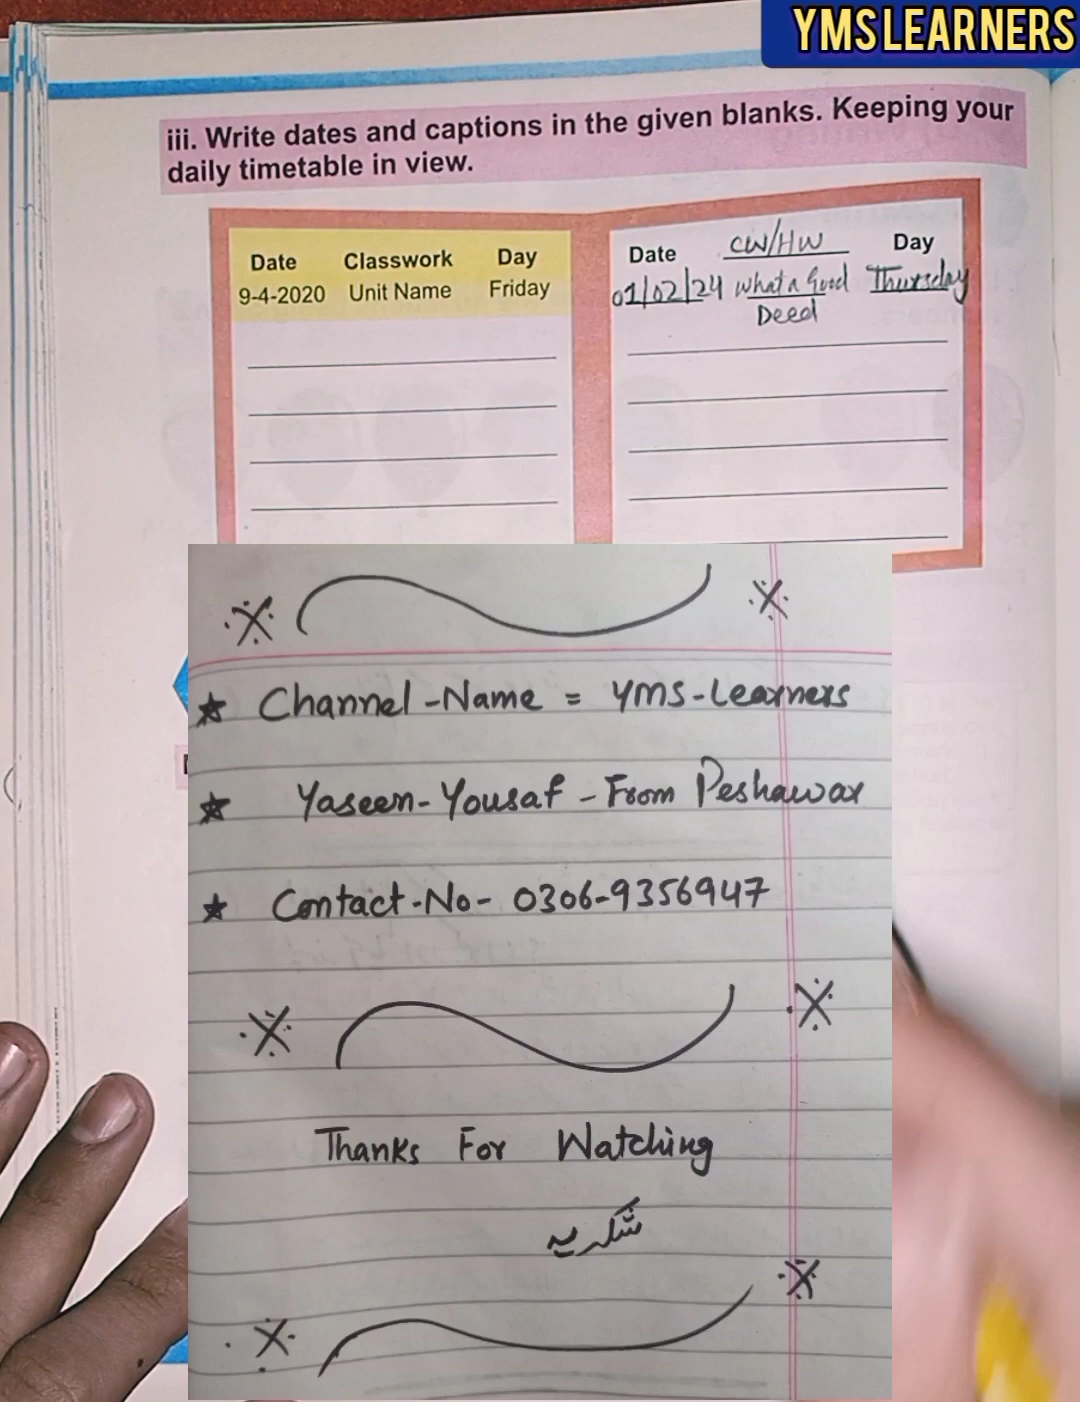 YMS LEARNERS
iii. Write dates and captions in the given blanks. Keeping your
daily timetable in view.
Date Classwork Day
9-4-2020 Unit Name Friday
Date CW/HW Day
01/02/24 What a Good Thursday
Deed
Channel-Name = YMS-Learners
Yaseen-Yousaf-From Peshawar
Contact-No- 0306-9356947
Thanks For Watching
شکریہ